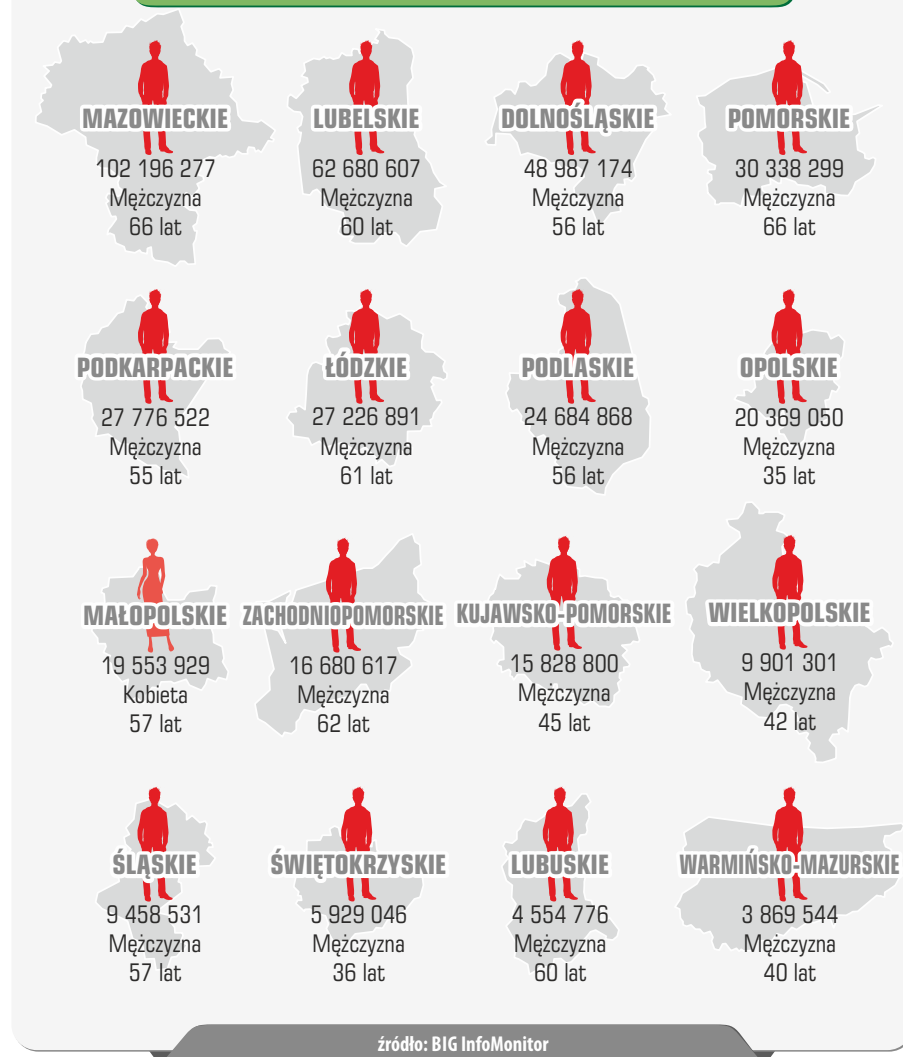 MAZOWIECKIE
102 196 277
Mężczyzna
66 lat
LUBELSKIE
62 680 607
Mężczyzna
60 lat
DOLNOŚLĄSKIE
48 987 174
Mężczyzna
56 lat
POMORSKIE
30 338 299
Mężczyzna
66 lat
PODKARPACKIE
27 776 522
Mężczyzna
55 lat
ŁÓDZKIE
27 226 891
Mężczyzna
61 lat
PODLASKIE
24 684 868
Mężczyzna
56 lat
OPOLSKIE
20 369 050
Mężczyzna
35 lat
MAŁOPOLSKIE
19 553 929
Kobieta
57 lat
ZACHODNIOPOMORSKIE
16 680 617
Mężczyzna
62 lat
KUJAWSKO-POMORSKIE
15 828 800
Mężczyzna
45 lat
WIELKOPOLSKIE
9 901 301
Mężczyzna
42 lat
ŚLĄSKIE
9 458 531
Mężczyzna
57 lat
ŚWIĘTOKRZYSKIE
5 929 046
Mężczyzna
36 lat
LUBUSKIE
4 554 776
Mężczyzna
60 lat
WARMIŃSKO-MAZURSKIE
3 869 544
Mężczyzna
40 lat
źródło: BIG InfoMonitor